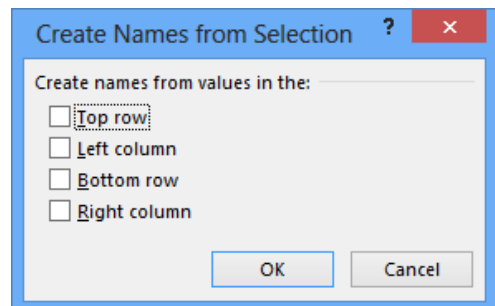 Create Names from Selection ?
Create names from values in the:
Top row
Left column
Bottom row
Right column
OK Cancel